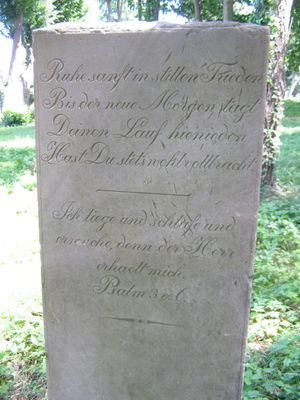 Ruhe sanft in stillen Frieden
Bis der neue Morgen tagt
Deinen Lauf hienieden
Hast Du stets wohl vollbracht.
Ich liege und schlafe und
erwache, denn der Herr
erhaelt mich.
Psalm 3. v. 6.